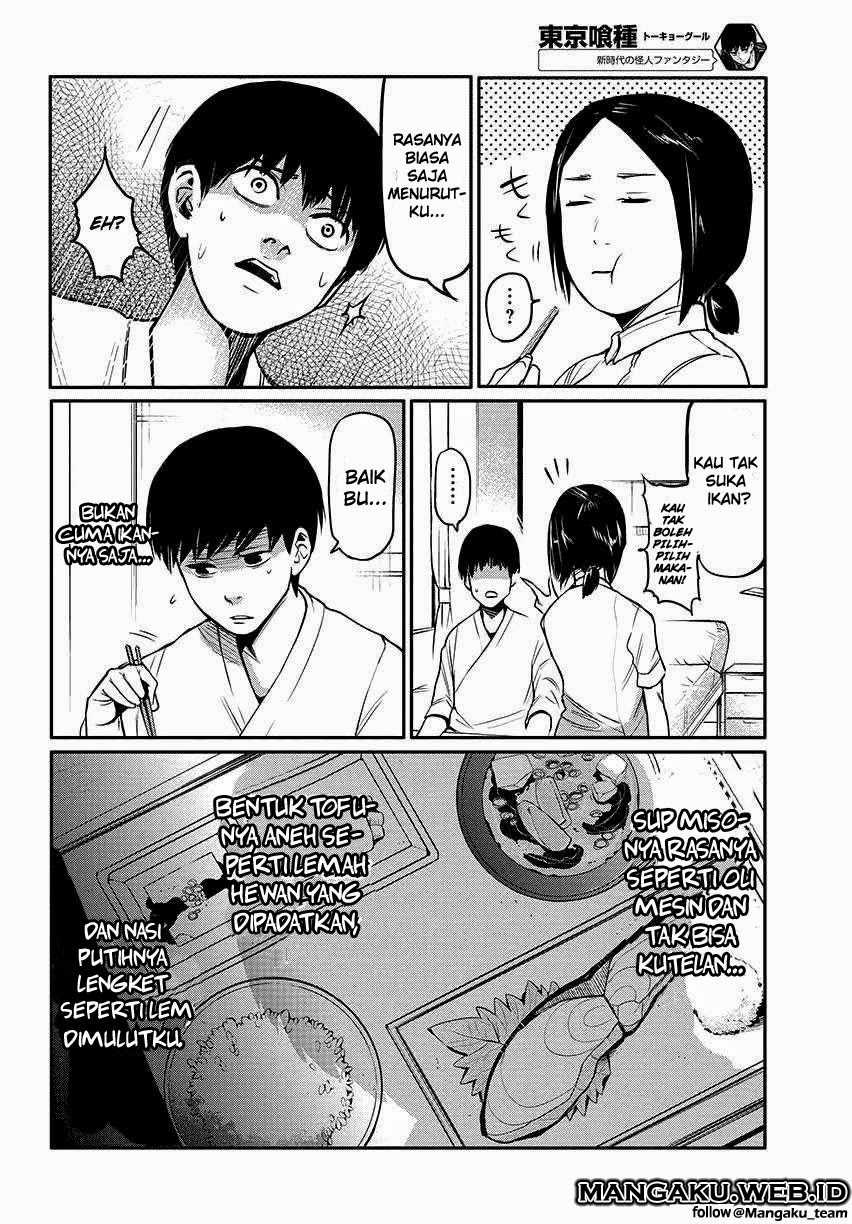 東京喰種
トーキョーグール
新時代の怪人ファンタジー
もく
もく
......?
RASANYA
BIASA
SAJA
MENURUT-
KU...
EH?
KAU TAK
SUKA
IKAN?
KAU
TAK
BOLEH
PILIH-
PILIH
MAKA-
NAN!
......
BAIK
BU...
BUKAN
CUMA IKAN-
NYA SAJA...
SUP MISO-
NYA RASANYA
SEPERTI OLI
MESIN DAN
TAK BISA
KUTELAN...
BENTUK TOFU-
NYA ANEH SE-
PERTI LEMAH
HEWAN YANG
DIPADATKAN,
DAN NASI
PUTIHNYA
LENGKET
SEPERTI LEM
DIMULUTKU.
MANGAKU.WEB.ID
follow @Mangaku_team